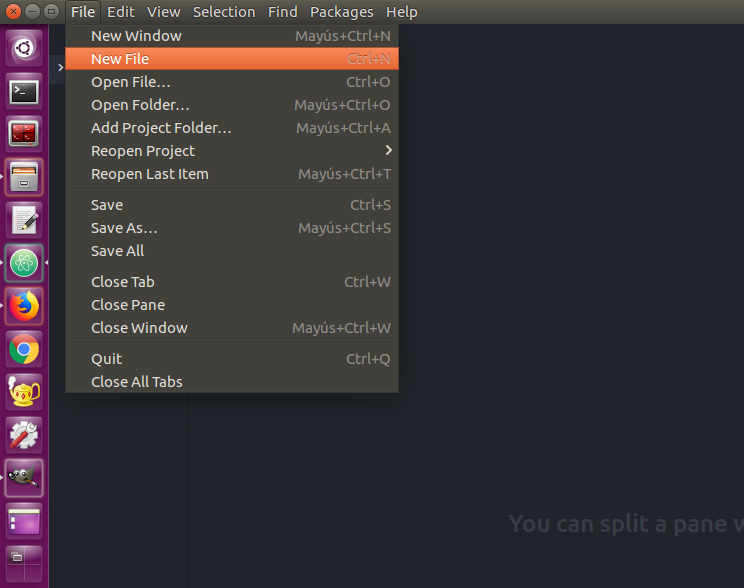 File Edit View Selection Find Packages Help
New Window Mayús+Ctrl+N
New File Ctrl+N
Open File... Ctrl+O
Open Folder... Mayús+Ctrl+O
Add Project Folder... Mayús+Ctrl+A
Reopen Project
Reopen Last Item Mayús+Ctrl+T
Save Ctrl+S
Save As... Mayús+Ctrl+S
Save All
Close Tab Ctrl+W
Close Pane
Close Window Mayús+Ctrl+W
Quit Ctrl+Q
Close All Tabs
You can split a pane